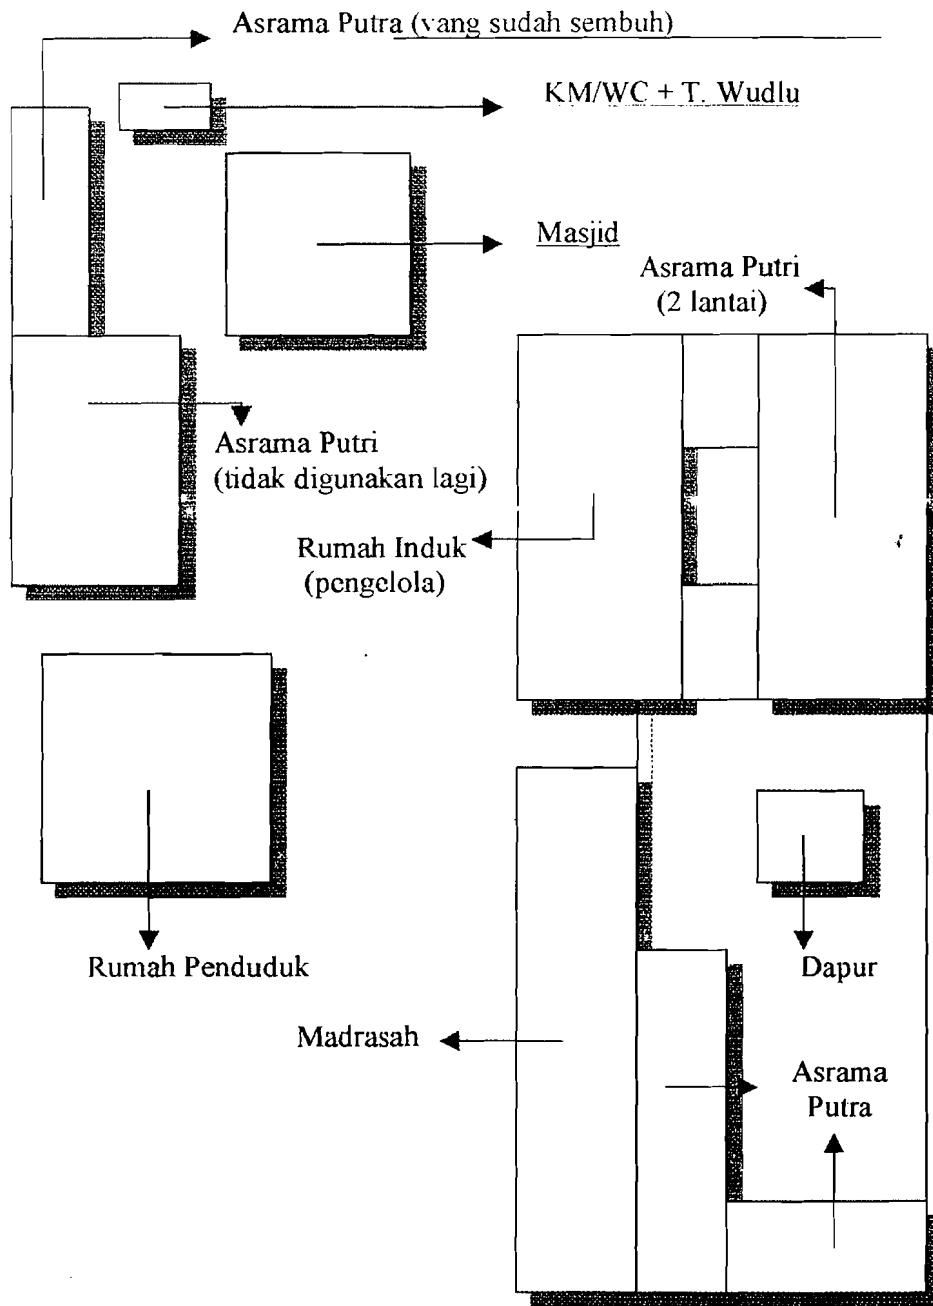 Asrama Putra (yang sudah sembuh)
KM/WC + T. Wudlu
Masjid
Asrama Putri
(2 lantai)
Asrama Putri
(tidak digunakan lagi)
Rumah Induk
(pengelola)
Rumah Penduduk
Dapur
Madrasah
Asrama
Putra